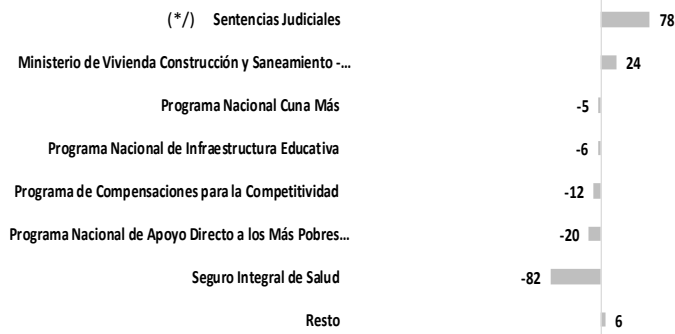 (*/) Sentencias Judiciales 78
Ministerio de Vivienda Construcción y Saneamiento -... 24
Programa Nacional Cuna Más -5
Programa Nacional de Infraestructura Educativa -6
Programa de Compensaciones para la Competitividad -12
Programa Nacional de Apoyo Directo a los Más Pobres... -20
Seguro Integral de Salud -82
Resto 6